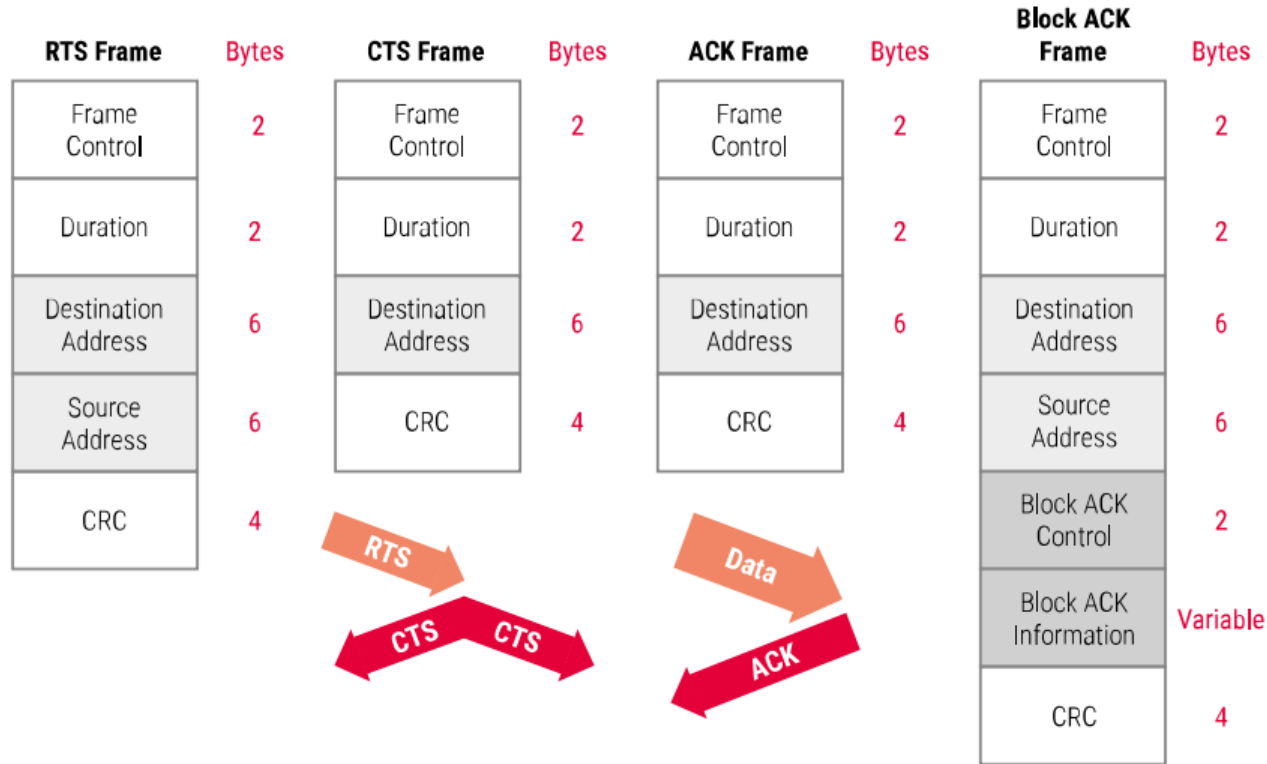 RTS Frame
Bytes
Frame
Control
2
Duration
2
Destination
Address
6
Source
Address
6
CRC
4
CTS Frame
Bytes
Frame
Control
2
Duration
2
Destination
Address
6
CRC
4
RTS
CTS
CTS
ACK Frame
Bytes
Frame
Control
2
Duration
2
Destination
Address
6
CRC
4
Data
ACK
Block ACK
Frame
Bytes
Frame
Control
2
Duration
2
Destination
Address
6
Source
Address
6
Block ACK
Control
2
Block ACK
Information
Variable
CRC
4